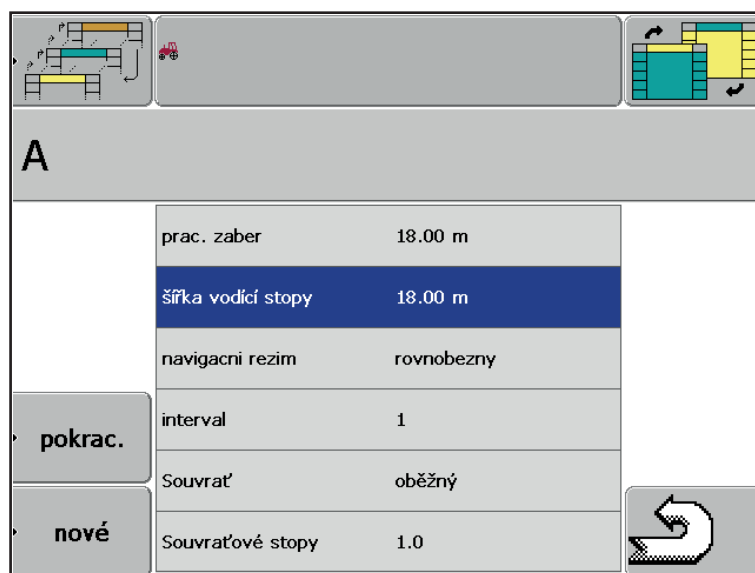 A
prac. zaber 18.00 m
šířka vodící stopy 18.00 m
navigacni rezim rovnobezny
interval 1
pokrac.
Souvrať oběžný
nové
Souvraťové stopy 1.0